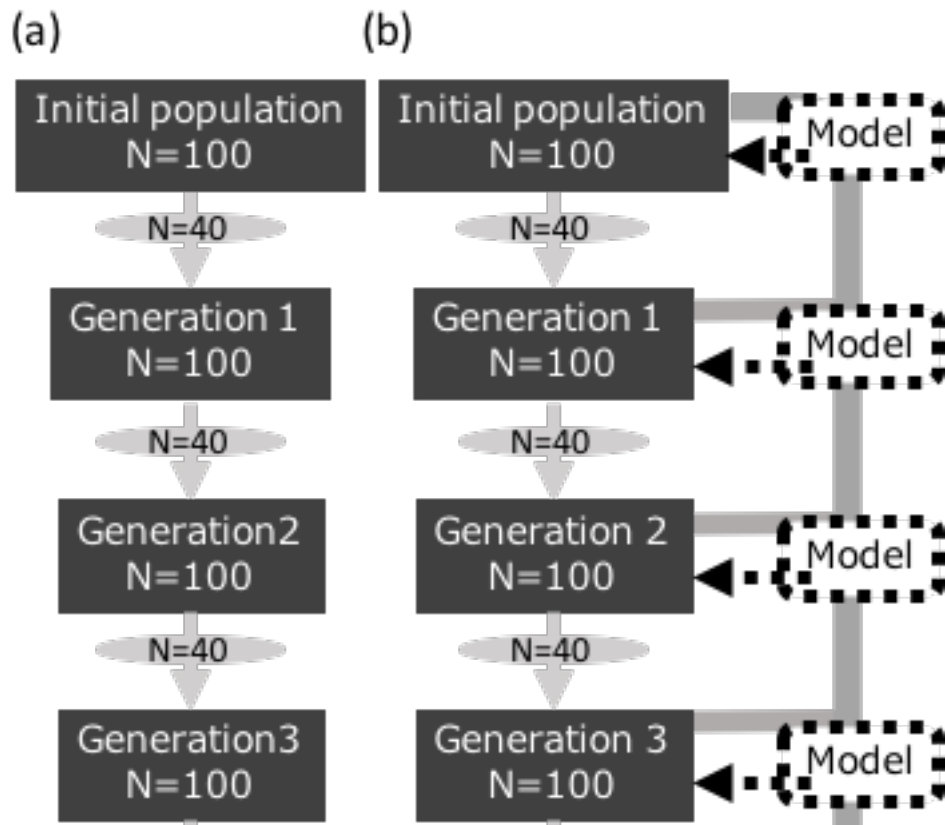 (a)
Initial population
N=100
N=40
Generation 1
N=100
N=40
Generation2
N=100
N=40
Generation3
N=100
(b)
Initial population
N=100
Model
N=40
Generation 1
N=100
Model
N=40
Generation 2
N=100
Model
N=40
Generation 3
N=100
Model